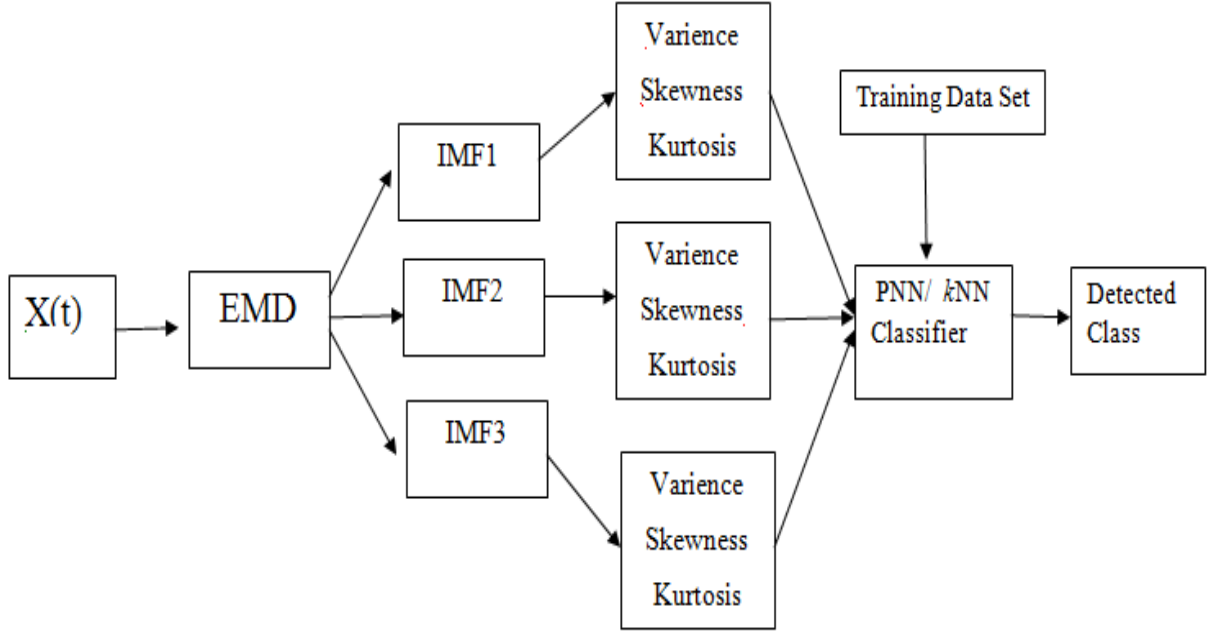 X(t)
EMD
IMF1
IMF2
IMF3
Varience
Skewness
Kurtosis
Varience
Skewness
Kurtosis
Varience
Skewness
Kurtosis
Training Data Set
PNN/ kNN
Classifier
Detected
Class